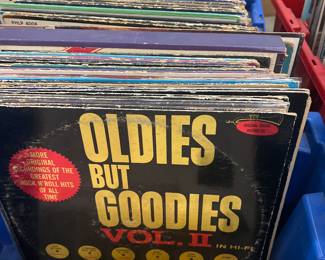 OLDIES
BUT
GOODIES
VOL. II
IN HI-FI
MORE
ORIGINAL
RECORDINGS OF THE
GREATEST
ROCK N' ROLL HITS
OF ALL
TIME